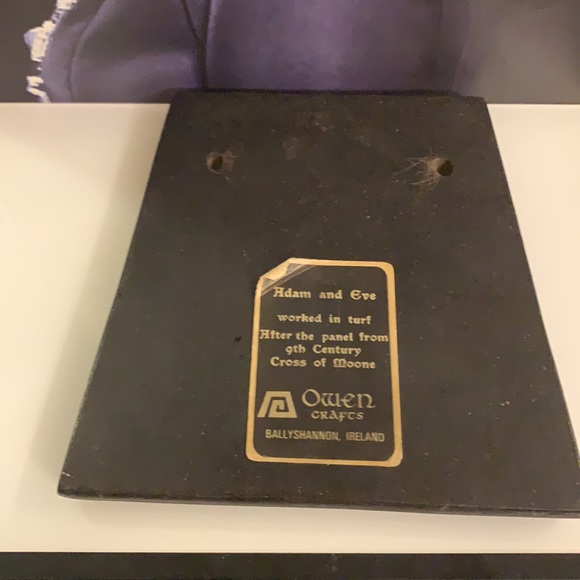 Adam and Eve
worked in turf
After the panel from
9th Century
Cross of Moone
Owen
CRAFTS
BALLYSHANNON, IRELAND